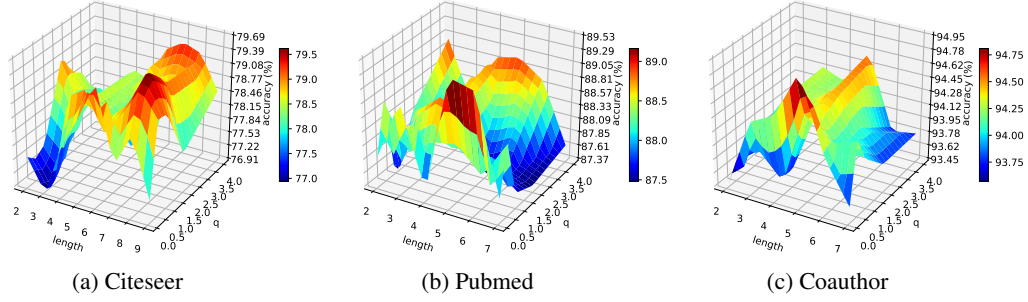 79.69
79.39
79.08
78.77
78.46
78.15
77.84
77.53
77.22
76.91
accuracy (%)
79.5
79.0
78.5
78.0
77.5
77.0
2 3 4 5 6 7 8 9
length
0.0 0.5 1.0 1.5 2.0 2.5 3.0 3.5 4.0
q
(a) Citeseer
89.53
89.29
89.05
88.81
88.57
88.33
88.09
87.85
87.61
87.37
accuracy (%)
89.0
88.5
88.0
87.5
2 3 4 5 6 7
length
0.0 0.5 1.0 1.5 2.0 2.5 3.0 3.5 4.0
q
(b) Pubmed
94.95
94.78
94.62
94.45
94.28
94.12
93.95
93.78
93.62
93.45
accuracy (%)
94.75
94.50
94.25
94.00
93.75
2 3 4 5 6 7
length
0.0 0.5 1.0 1.5 2.0 2.5 3.0 3.5 4.0
q
(c) Coauthor